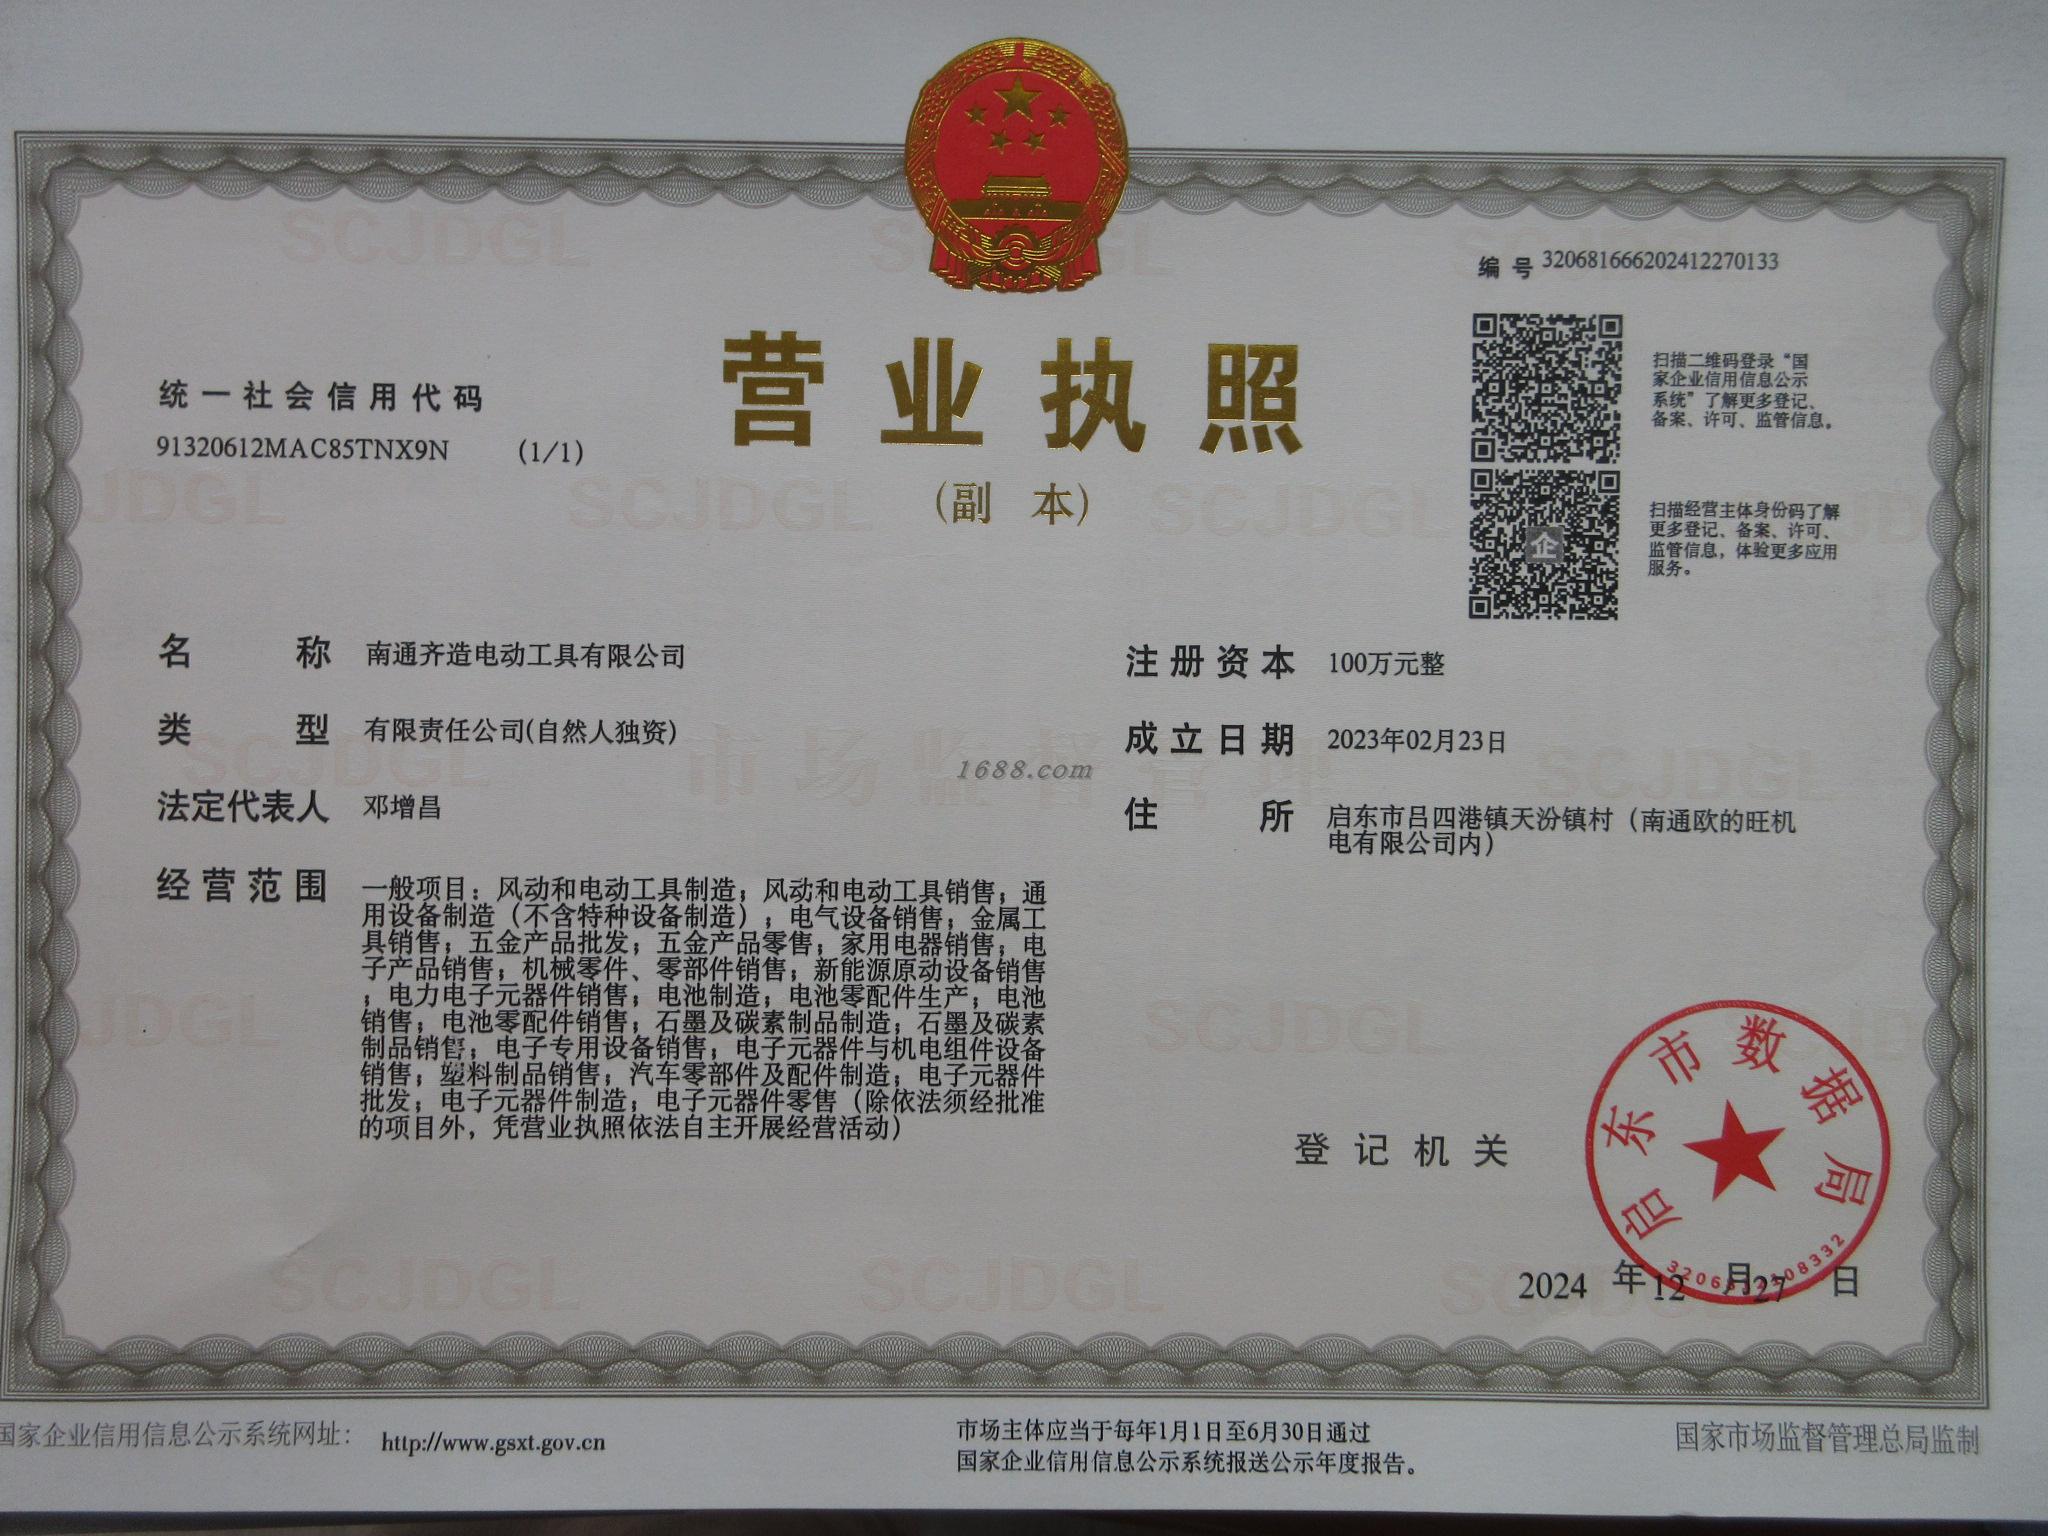 编号 320681666202412270133
营业执照
(副 本)
统一社会信用代码
91320612MAC85TNX9N (1/1)
扫描二维码登录“国
家企业信用信息公示
系统”了解更多登记、
备案、许可、监管信息。
企
扫描经营主体身份码了解
更多登记、备案、许可、
监管信息，体验更多应用
服务。
名称 南通齐造电动工具有限公司
类型 有限责任公司(自然人独资)
法定代表人 邓增昌
经营范围 一般项目：风动和电动工具制造；风动和电动工具销售；通
用设备制造（不含特种设备制造）；电气设备销售；金属工
具销售；五金产品批发；五金产品零售；家用电器销售；电
子产品销售；机械零件、零部件销售；新能源原动设备销售
；电力电子元器件销售；电池制造；电池零配件生产；电池
销售；电池零配件销售；石墨及碳素制品制造；石墨及碳素
制品销售；电子专用设备销售；电子元器件与机电组件设备
销售；塑料制品销售；汽车零部件及配件制造；电子元器件
批发；电子元器件制造；电子元器件零售（除依法须经批准
的项目外，凭营业执照依法自主开展经营活动）
注册资本 100万元整
成立日期 2023年02月23日
住所 启东市吕四港镇天汾镇村（南通欧的旺机
电有限公司内）
1688.com
市场监督管理
SCJDGL
登记机关
启东市数据局
2024 年 12 月 27 日
国家企业信用信息公示系统网址： http://www.gsxt.gov.cn
市场主体应当于每年1月1日至6月30日通过
国家企业信用信息公示系统报送公示年度报告。
国家市场监督管理总局监制